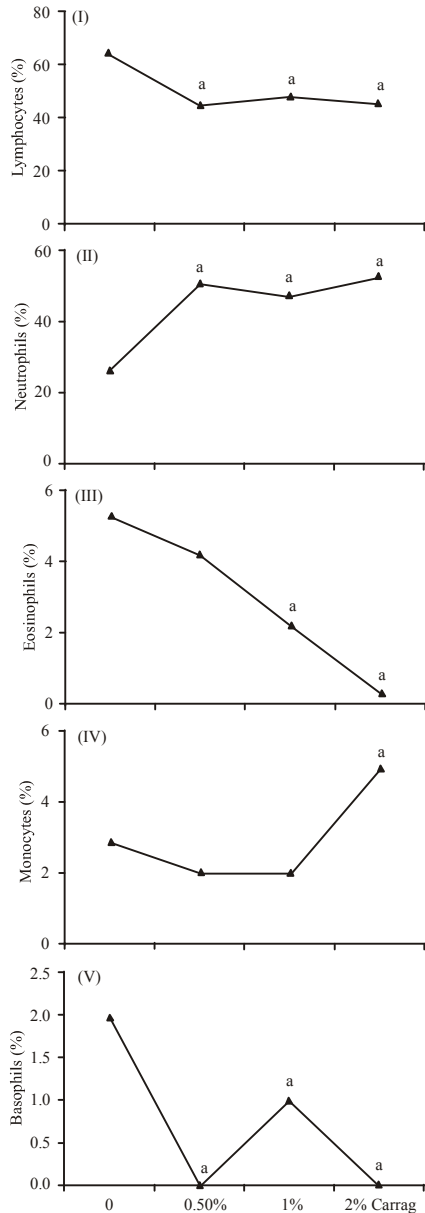 (I)
Lymphocytes (%)
80
60
40
20
0
a a a
(II)
Neutrophils (%)
60
40
20
0
a a a
(III)
Eosinophils (%)
6
4
2
0
a
a
(IV)
Monocytes (%)
6
4
2
0
a
(V)
Basophils (%)
2.5
2.0
1.5
1.0
0.5
0.0
a
a
a
0 0.50% 1% 2% Carrag